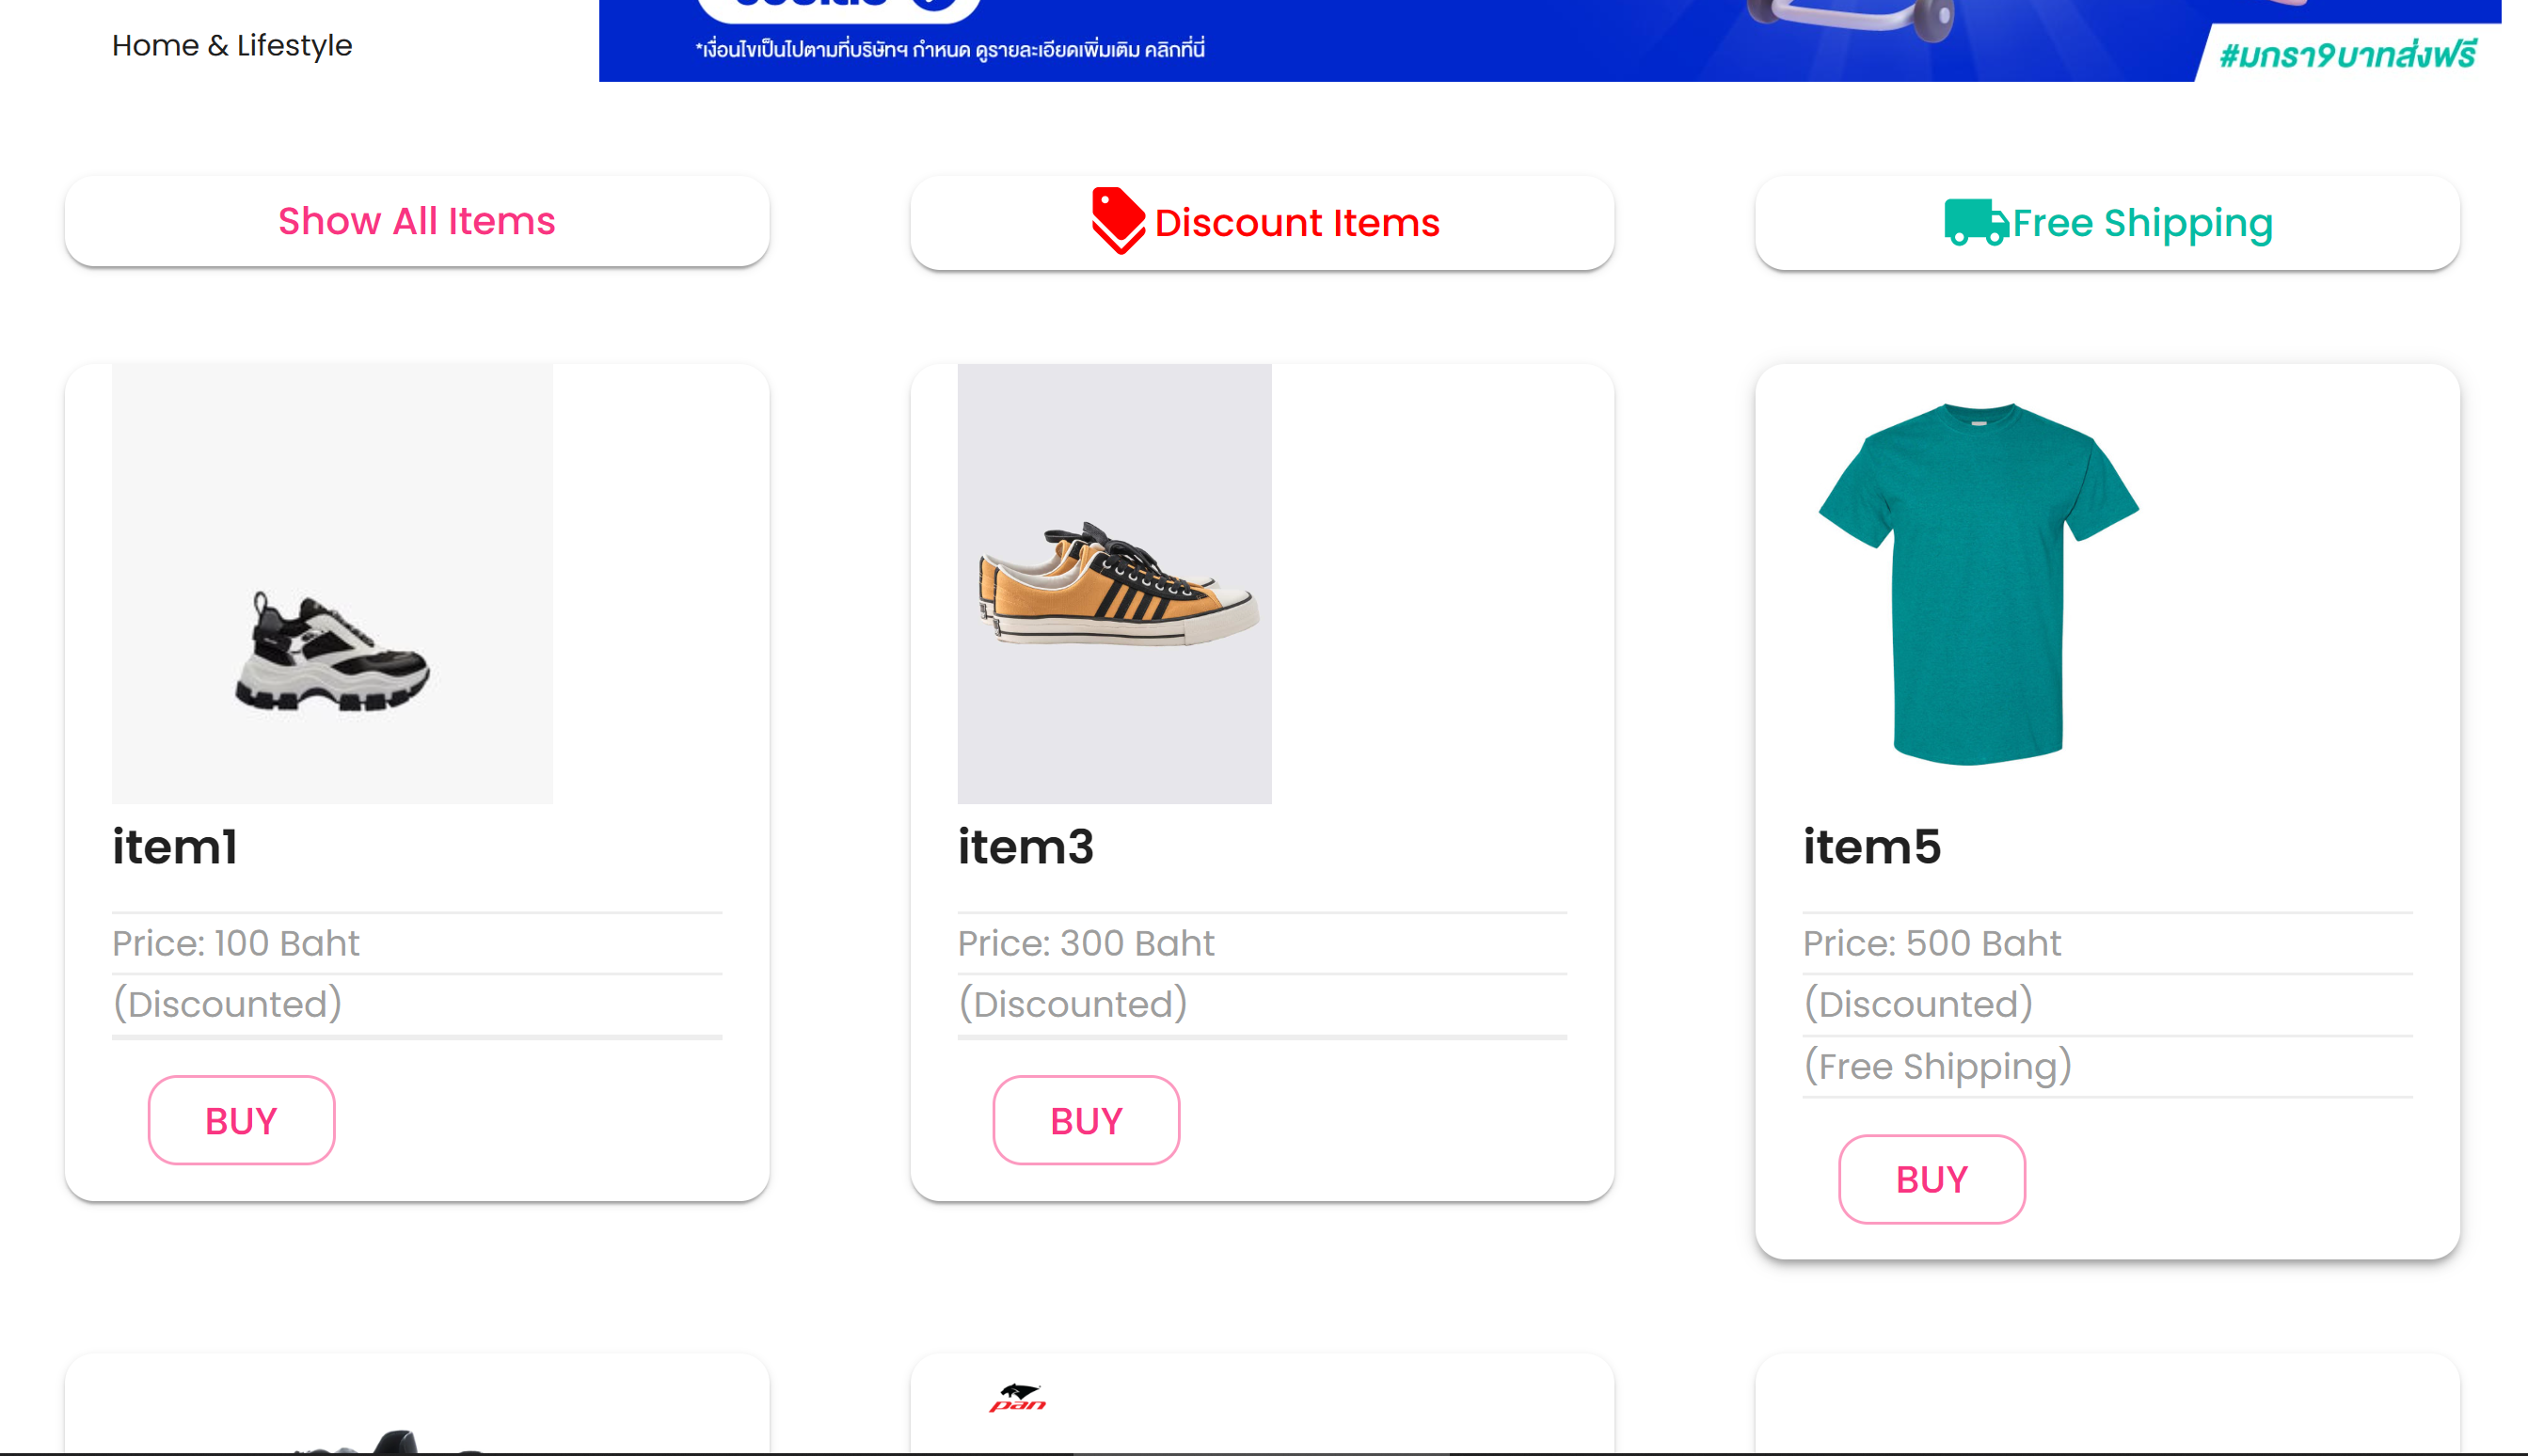 Home & Lifestyle
*เงื่อนไขเป็นไปตามที่บริษัทฯ กำหนด ดูรายละเอียดเพิ่มเติม คลิกที่นี่
#มกรา9บาทส่งฟรี
Show All Items
Discount Items
Free Shipping
item1
Price: 100 Baht
(Discounted)
BUY
item3
Price: 300 Baht
(Discounted)
BUY
item5
Price: 500 Baht
(Discounted)
(Free Shipping)
BUY
pan